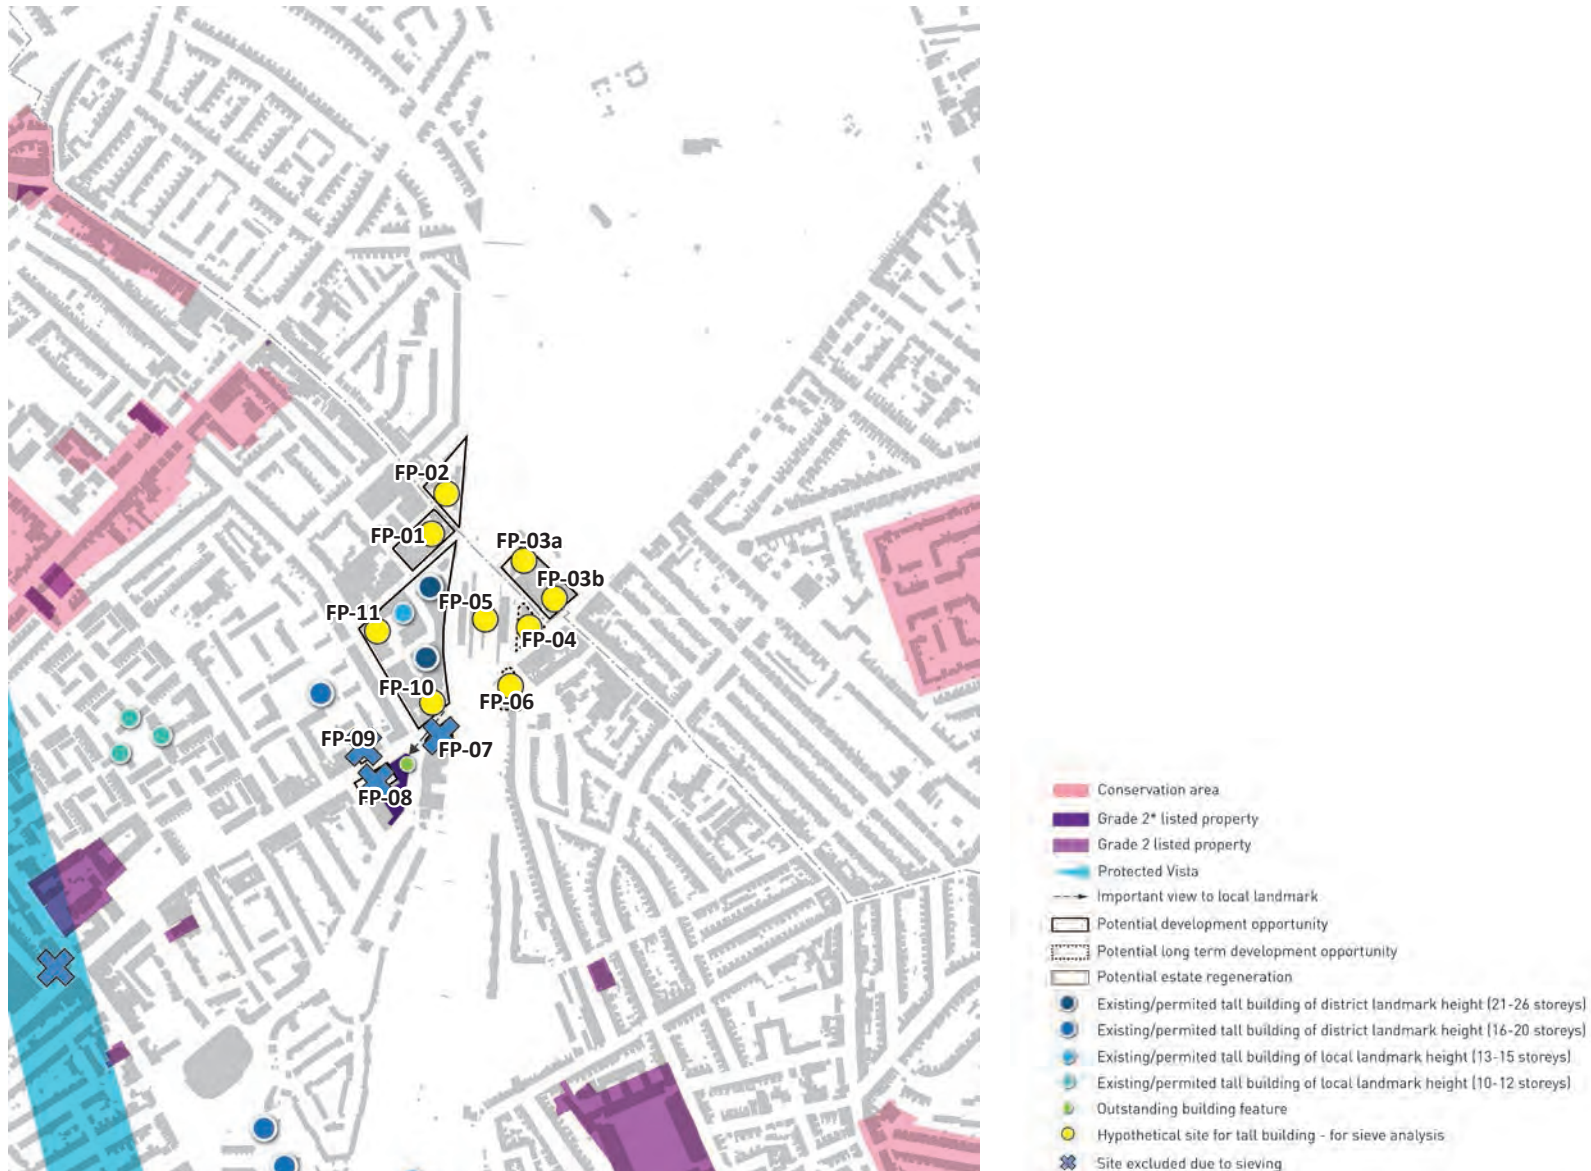 FP-02
FP-01
FP-03a
FP-03b
FP-05
FP-11
FP-04
FP-10
FP-06
FP-09
FP-07
FP-08
Conservation area
Grade 2* listed property
Grade 2 listed property
Protected Vista
Important view to local landmark
Potential development opportunity
Potential long term development opportunity
Potential estate regeneration
Existing/permitted tall building of district landmark height (21-26 storeys)
Existing/permitted tall building of district landmark height (16-20 storeys)
Existing/permitted tall building of local landmark height (13-15 storeys)
Existing/permitted tall building of local landmark height (10-12 storeys)
Outstanding building feature
Hypothetical site for tall building - for sieve analysis
Site excluded due to sieving